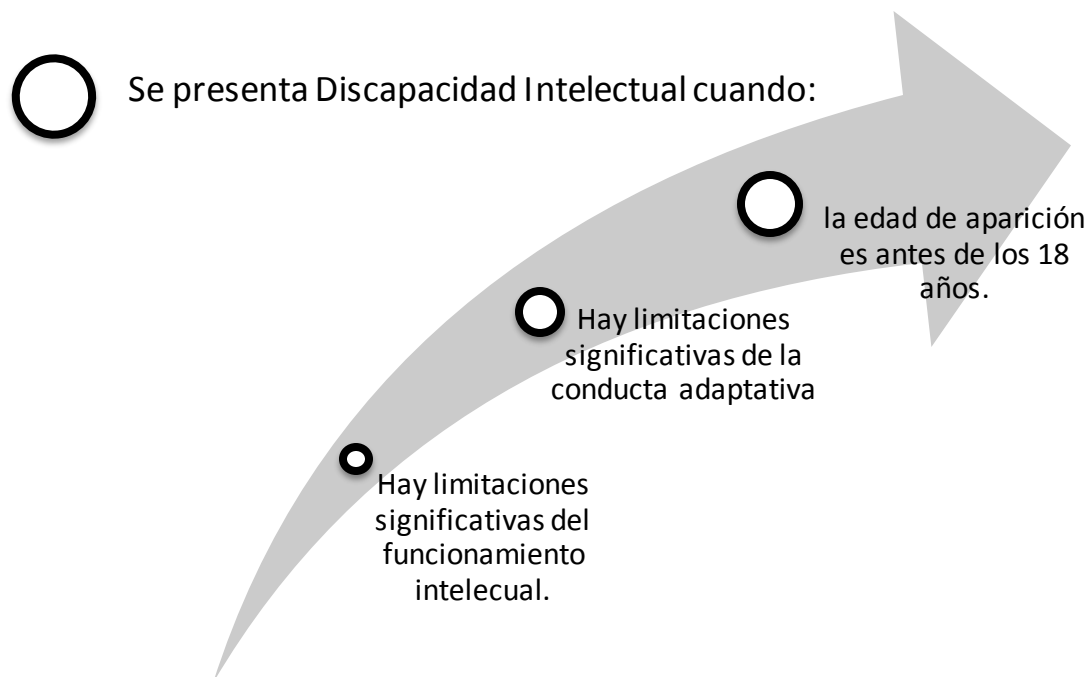 Se presenta Discapacidad Intelectual cuando:
la edad de aparición
es antes de los 18
años.
Hay limitaciones
significativas de la
conducta adaptativa
Hay limitaciones
significativas del
funcionamiento
intelecual.